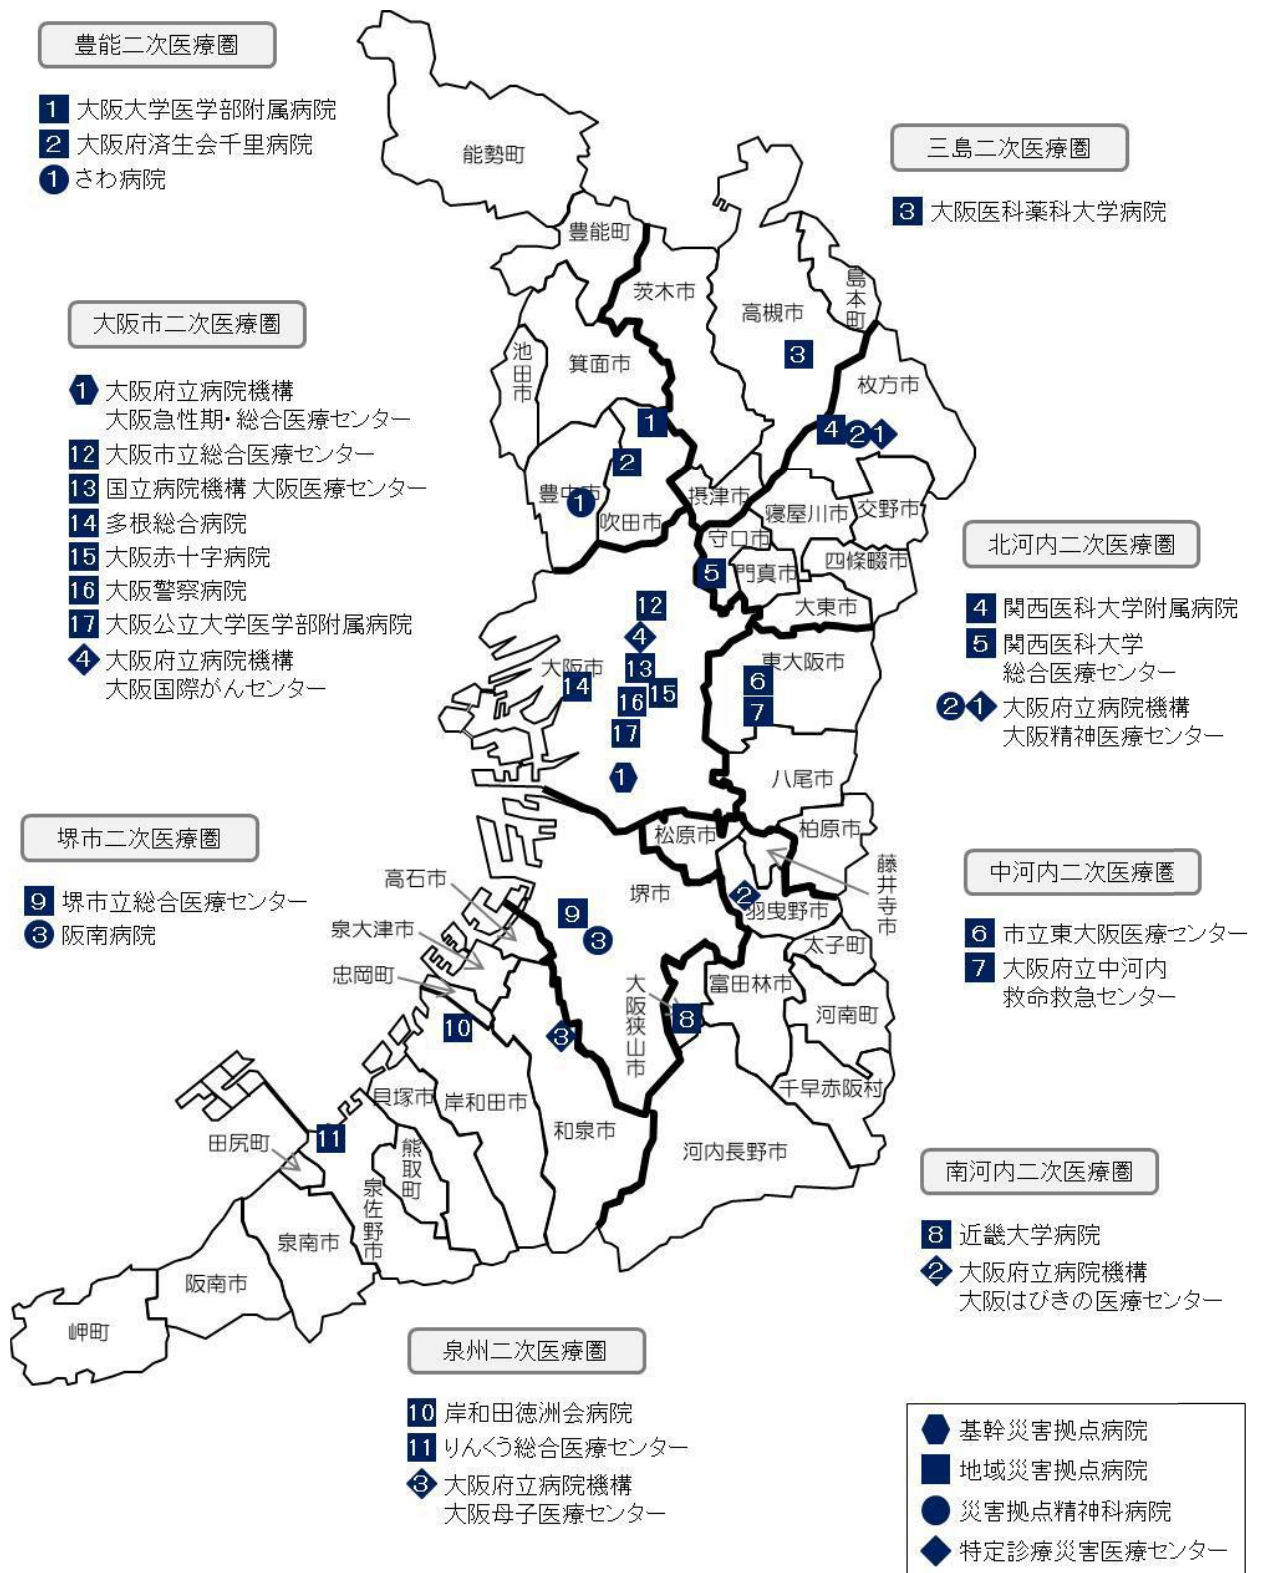 豊能二次医療圏
1 大阪大学医学部附属病院
2 大阪府済生会千里病院
1 さわ病院
三島二次医療圏
3 大阪医科薬科大学病院
大阪市二次医療圏
1 大阪府立病院機構
大阪急性期・総合医療センター
12 大阪市立総合医療センター
13 国立病院機構 大阪医療センター
14 多根総合病院
15 大阪赤十字病院
16 大阪警察病院
17 大阪公立大学医学部附属病院
4 大阪府立病院機構
大阪国際がんセンター
北河内二次医療圏
4 関西医科大学附属病院
5 関西医科大学
総合医療センター
2 1 大阪府立病院機構
大阪精神医療センター
堺市二次医療圏
9 堺市立総合医療センター
3 阪南病院
中河内二次医療圏
6 市立東大阪医療センター
7 大阪府立中河内
救命救急センター
南河内二次医療圏
8 近畿大学病院
2 大阪府立病院機構
大阪はびきの医療センター
泉州二次医療圏
10 岸和田徳洲会病院
11 りんくう総合医療センター
3 大阪府立病院機構
大阪母子医療センター
基幹災害拠点病院
地域災害拠点病院
災害拠点精神科病院
特定診療災害医療センター
能勢町
豊能町
茨木市
高槻市
島本町
3
池田市
箕面市
枚方市
1
4 2 1
2
豊中市
1
吹田市
摂津市
寝屋川市
交野市
守口市
5
門真市
四條畷市
大東市
12
4
大阪市
13
14
15
16
17
1
東大阪市
6
7
八尾市
松原市
柏原市
藤井寺市
高石市
泉大津市
忠岡町
堺市
9
3
2
羽曳野市
太子町
大阪狭山市
富田林市
8
河南町
10
3
千早赤阪村
貝塚市
岸和田市
和泉市
河内長野市
11
田尻町
熊取町
泉佐野市
泉南市
阪南市
岬町